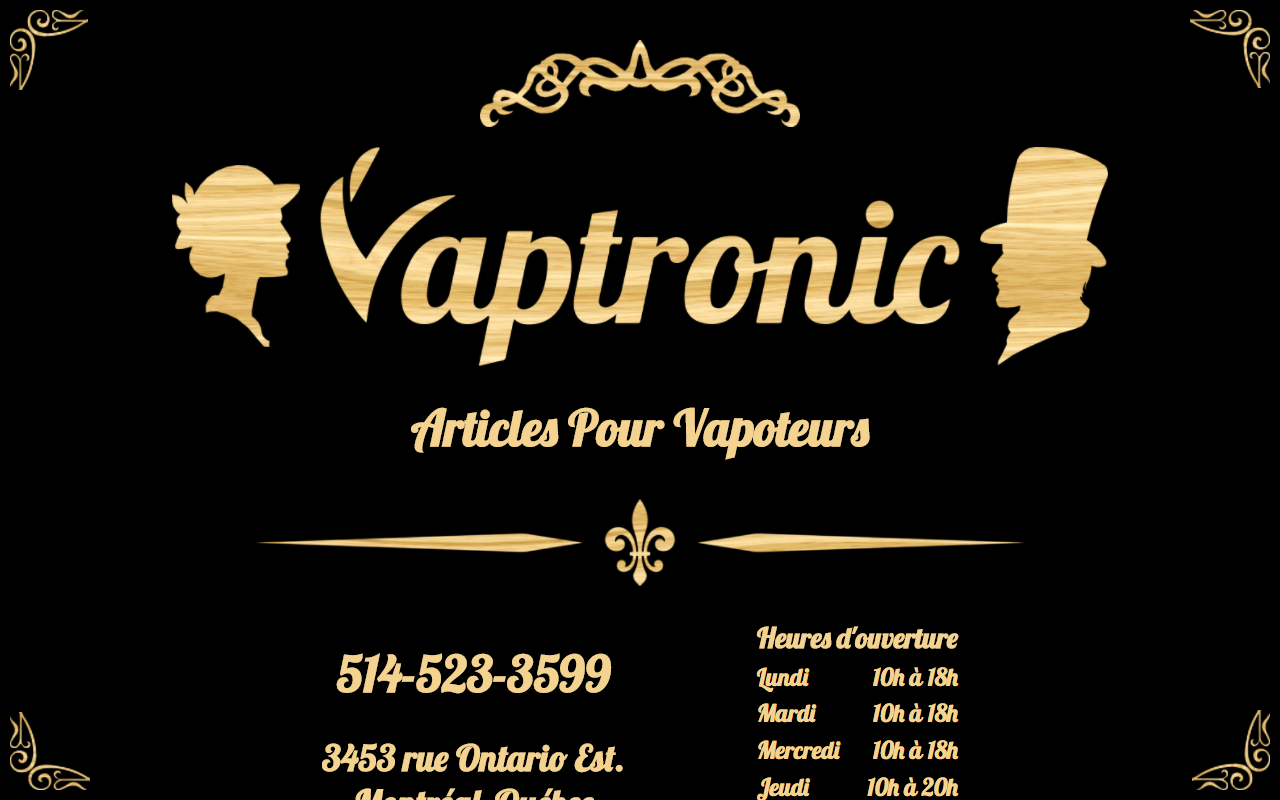 Vaptronic
Articles Pour Vapoteurs
514-523-3599
3453 rue Ontario Est.
Montréal, Québec
Heures d'ouverture
Lundi 10h à 18h
Mardi 10h à 18h
Mercredi 10h à 18h
Jeudi 10h à 20h